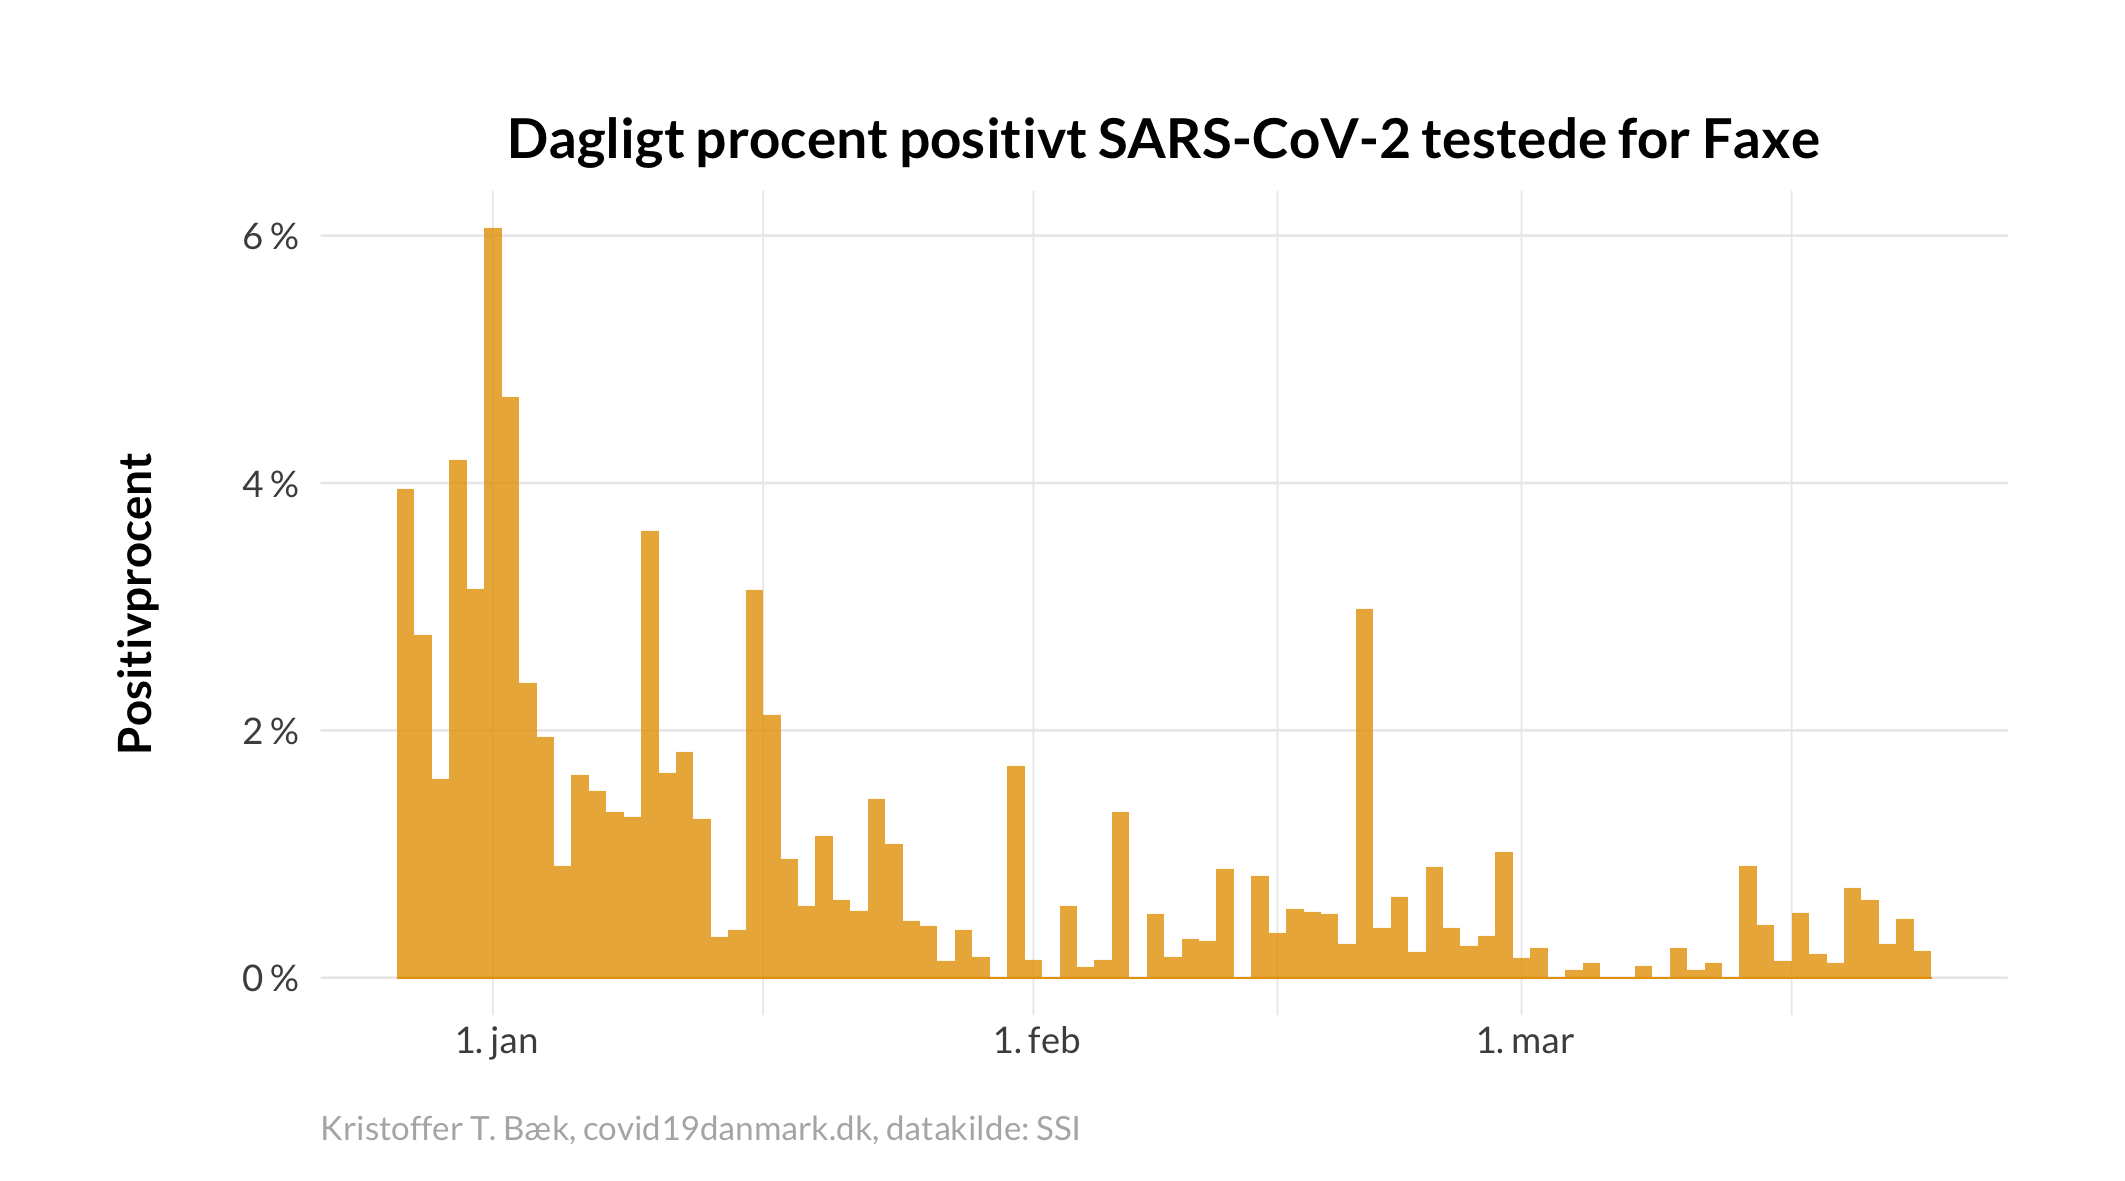 Dagligt procent positivt SARS-CoV-2 testede for Faxe
Positivprocent
6 %
4 %
2 %
0 %
1. jan
1. feb
1. mar
Kristoffer T. Bæk, covid19danmark.dk, datakilde: SSI